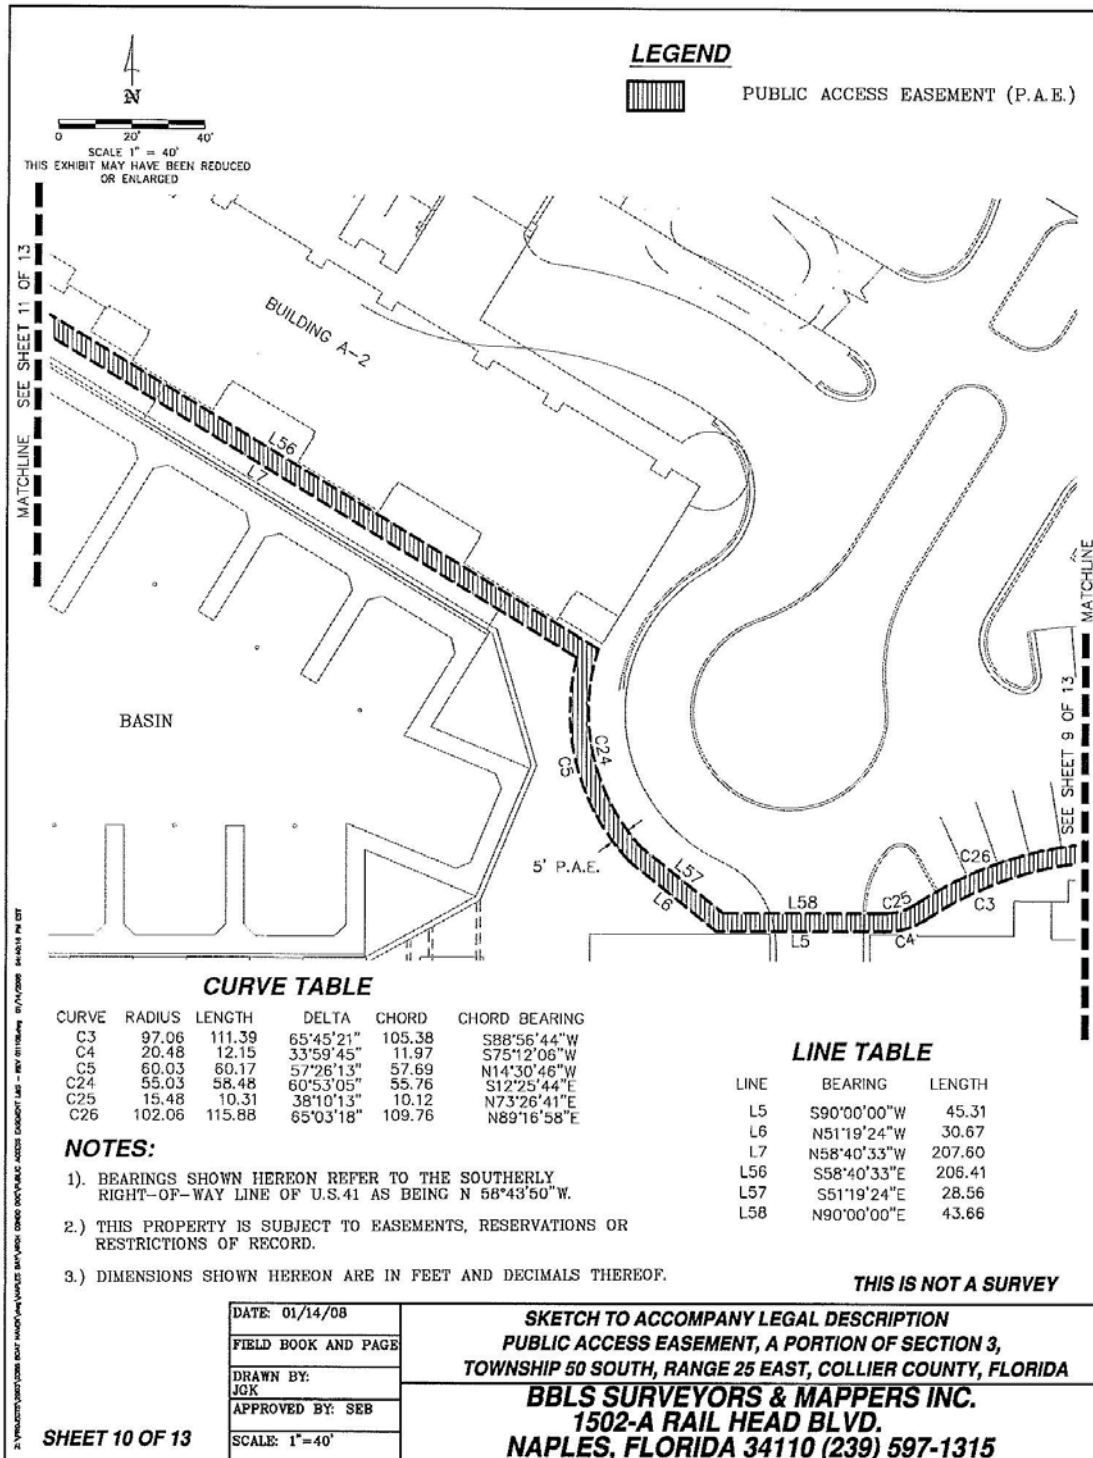 LEGEND
PUBLIC ACCESS EASEMENT (P.A.E.)
N
0 20' 40'
SCALE 1" = 40'
THIS EXHIBIT MAY HAVE BEEN REDUCED
OR ENLARGED
MATCHLINE SEE SHEET 11 OF 13
BUILDING A-2
L56
L7
BASIN
C24
C5
5' P.A.E.
L57
L6
L58
L5
C25
C4
C26
C3
MATCHLINE
SEE SHEET 9 OF 13
CURVE TABLE
CURVE RADIUS LENGTH DELTA CHORD CHORD BEARING
C3 97.06 111.39 65°45'21" 105.38 S88°56'44"W
C4 20.48 12.15 33°59'45" 11.97 S75°12'06"W
C5 60.03 60.17 57°26'13" 57.69 N14°30'46"W
C24 55.03 58.48 60°53'05" 55.76 S12°25'44"E
C25 15.48 10.31 38°10'13" 10.12 N73°26'41"E
C26 102.06 115.88 65°03'18" 109.76 N89°16'58"E
LINE TABLE
LINE BEARING LENGTH
L5 S90°00'00"W 45.31
L6 N51°19'24"W 30.67
L7 N58°40'33"W 207.60
L56 S58°40'33"E 206.41
L57 S51°19'24"E 28.56
L58 N90°00'00"E 43.66
NOTES:
1). BEARINGS SHOWN HEREON REFER TO THE SOUTHERLY
RIGHT-OF-WAY LINE OF U.S.41 AS BEING N 58°43'50"W.
2.) THIS PROPERTY IS SUBJECT TO EASEMENTS, RESERVATIONS OR
RESTRICTIONS OF RECORD.
3.) DIMENSIONS SHOWN HEREON ARE IN FEET AND DECIMALS THEREOF.
THIS IS NOT A SURVEY
DATE: 01/14/08
FIELD BOOK AND PAGE
DRAWN BY:
JGK
APPROVED BY: SEB
SCALE: 1"=40'
SKETCH TO ACCOMPANY LEGAL DESCRIPTION
PUBLIC ACCESS EASEMENT, A PORTION OF SECTION 3,
TOWNSHIP 50 SOUTH, RANGE 25 EAST, COLLIER COUNTY, FLORIDA
BBLS SURVEYORS & MAPPERS INC.
1502-A RAIL HEAD BLVD.
NAPLES, FLORIDA 34110 (239) 597-1315
SHEET 10 OF 13